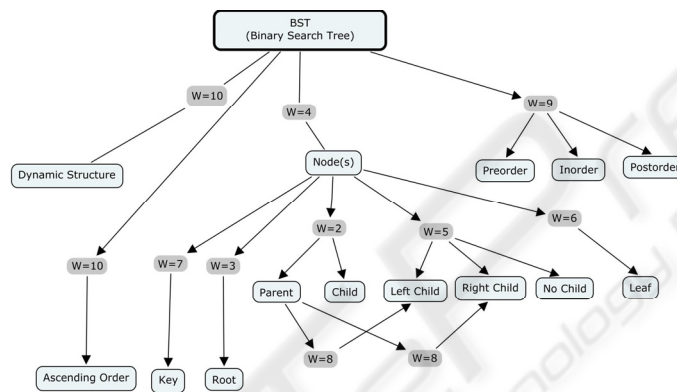 BST
(Binary Search Tree)
W=10
W=4
W=9
Node(s)
Preorder
Inorder
Postorder
Dynamic Structure
W=2
W=5
W=6
W=10
W=7
W=3
Parent
Child
Left Child
Right Child
No Child
Leaf
W=8
W=8
Ascending Order
Key
Root